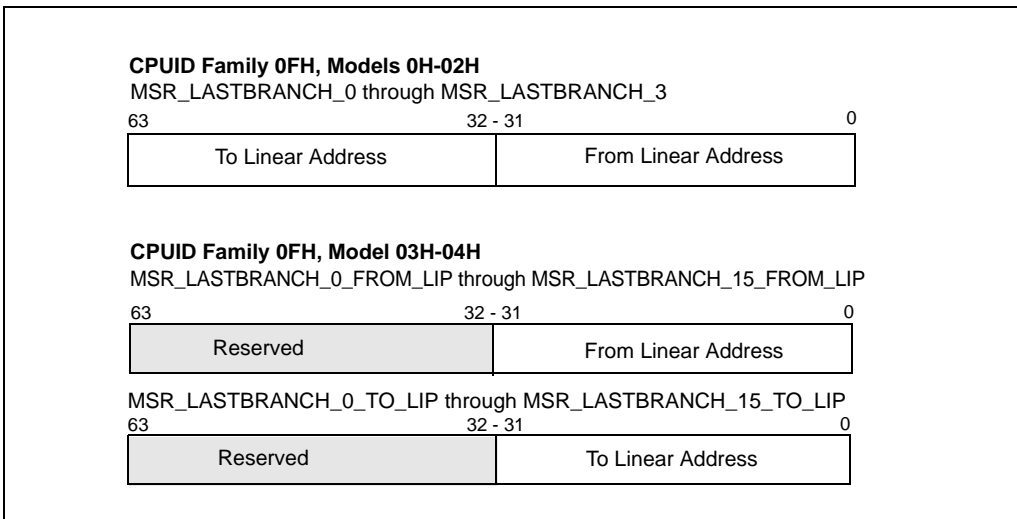 CPUID Family 0FH, Models 0H-02H
MSR_LASTBRANCH_0 through MSR_LASTBRANCH_3
63 32 - 31 0
To Linear Address From Linear Address
CPUID Family 0FH, Model 03H-04H
MSR_LASTBRANCH_0_FROM_LIP through MSR_LASTBRANCH_15_FROM_LIP
63 32 - 31 0
Reserved From Linear Address
MSR_LASTBRANCH_0_TO_LIP through MSR_LASTBRANCH_15_TO_LIP
63 32 - 31 0
Reserved To Linear Address